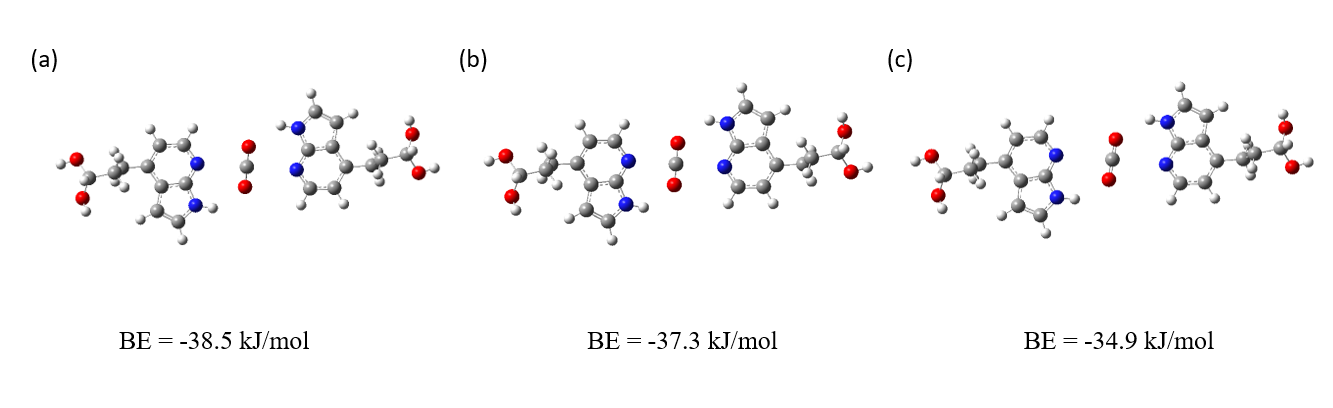 (a)
(b)
(c)
BE = -38.5 kJ/mol
BE = -37.3 kJ/mol
BE = -34.9 kJ/mol